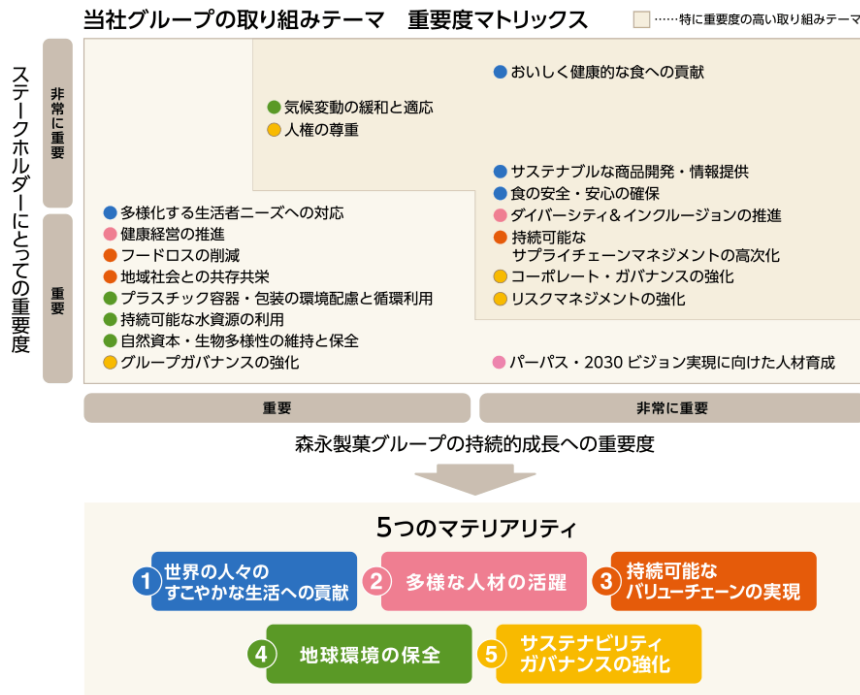 当社グループの取り組みテーマ　重要度マトリックス
……特に重要度の高い取り組みテーマ
ステークホルダーにとっての重要度
非常に重要
重要
おいしく健康的な食への貢献
気候変動の緩和と適応
人権の尊重
サステナブルな商品開発・情報提供
食の安全・安心の確保
ダイバーシティ＆インクルージョンの推進
持続可能な
サプライチェーンマネジメントの高次化
コーポレート・ガバナンスの強化
リスクマネジメントの強化
多様化する生活者ニーズへの対応
健康経営の推進
フードロスの削減
地域社会との共存共栄
プラスチック容器・包装の環境配慮と循環利用
持続可能な水資源の利用
自然資本・生物多様性の維持と保全
グループガバナンスの強化
パーパス・2030 ビジョン実現に向けた人材育成
重要
非常に重要
森永製菓グループの持続的成長への重要度
5つのマテリアリティ
1 世界の人々の
すこやかな生活への貢献
2 多様な人材の活躍
3 持続可能な
バリューチェーンの実現
4 地球環境の保全
5 サステナビリティ
ガバナンスの強化